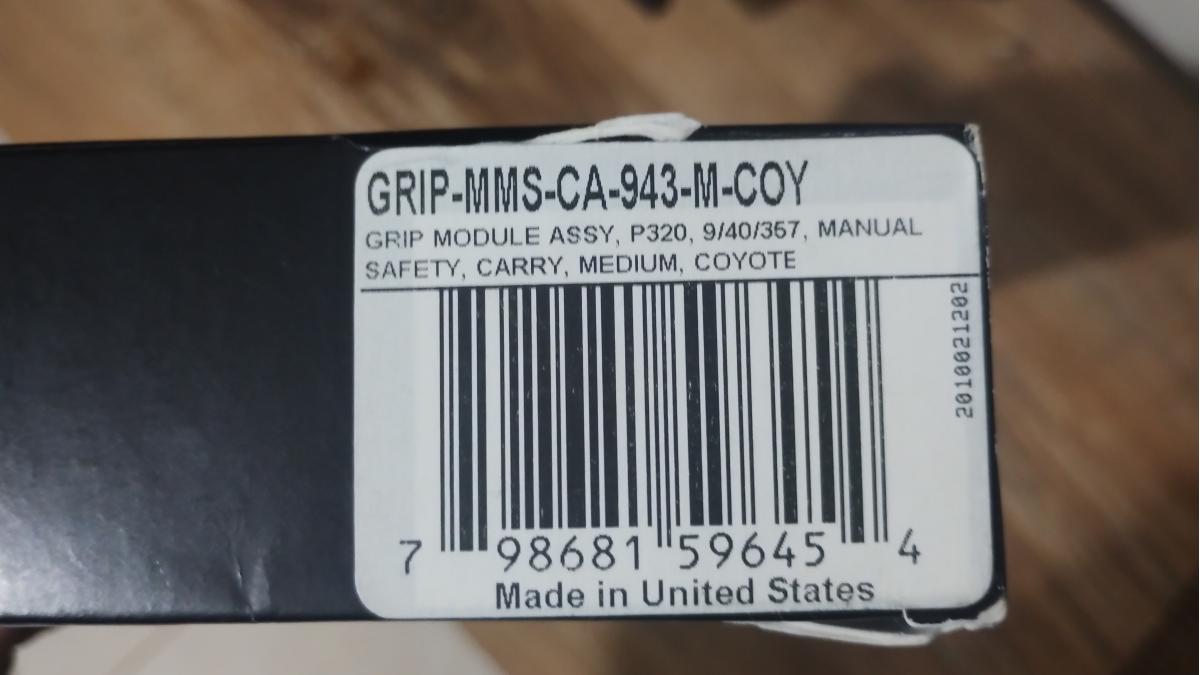 GRIP-MMS-CA-943-M-COY
GRIP MODULE ASSY, P320, 9/40/357, MANUAL
SAFETY, CARRY, MEDIUM, COYOTE
2010021202
7 98681 59645 4
Made in United States